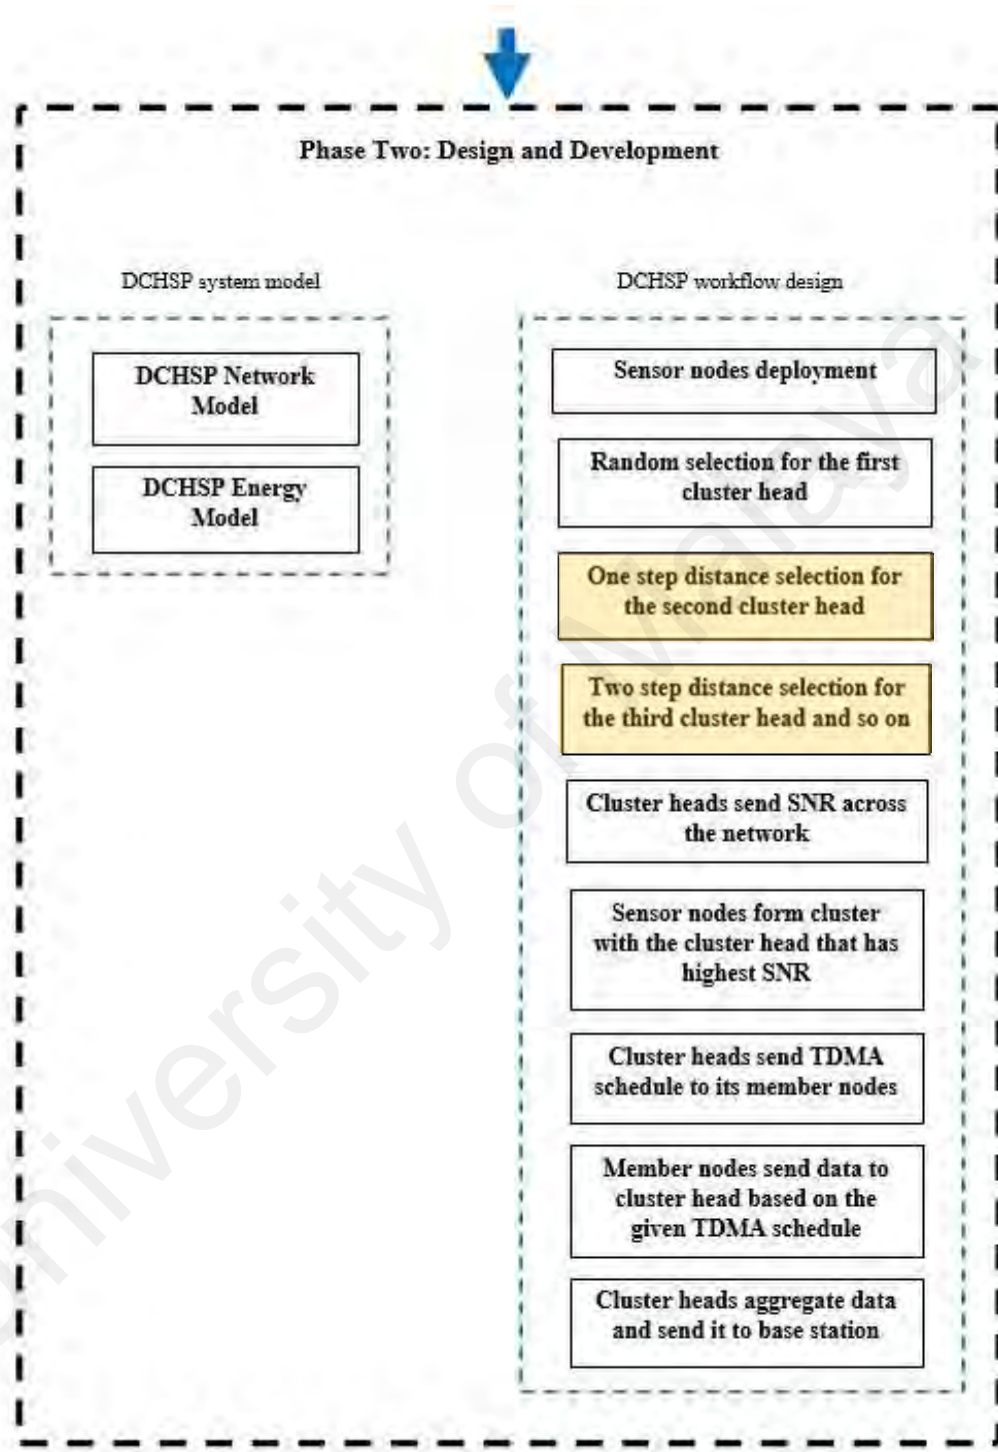 Phase Two: Design and Development
DCHSP system model
DCHSP Network
Model
DCHSP Energy
Model
DCHSP workflow design
Sensor nodes deployment
Random selection for the first
cluster head
One step distance selection for
the second cluster head
Two step distance selection for
the third cluster head and so on
Cluster heads send SNR across
the network
Sensor nodes form cluster
with the cluster head that has
highest SNR
Cluster heads send TDMA
schedule to its member nodes
Member nodes send data to
cluster head based on the
given TDMA schedule
Cluster heads aggregate data
and send it to base station
University of Malaya